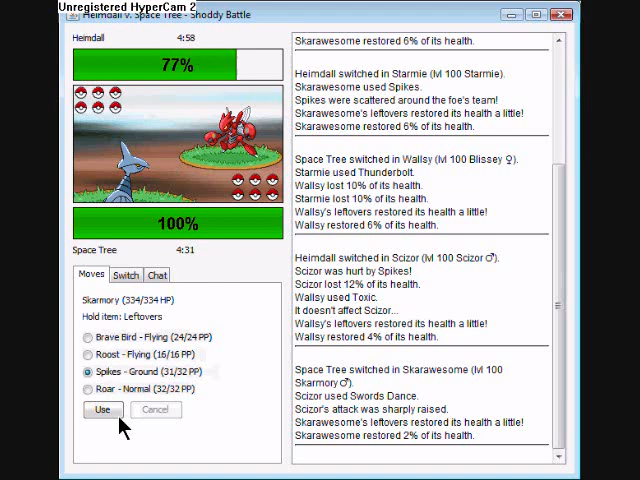 Unregistered HyperCam 2
Heimdall v. Space Tree - Shoddy Battle
Heimdall 4:58
77%
100%
Space Tree 4:31
Moves Switch Chat
Skarmory (334/334 HP)
Hold item: Leftovers
Brave Bird - Flying (24/24 PP)
Roost - Flying (16/16 PP)
Spikes - Ground (31/32 PP)
Roar - Normal (32/32 PP)
Use Cancel
Skarawesome restored 6% of its health.
Heimdall switched in Starmie (lvl 100 Starmie).
Skarawesome used Spikes.
Spikes were scattered around the foe's team!
Skarawesome's leftovers restored its health a little!
Skarawesome restored 6% of its health.
Space Tree switched in Wallsy (lvl 100 Blissey ♀).
Starmie used Thunderbolt.
Wallsy lost 10% of its health.
Starmie lost 10% of its health.
Wallsy's leftovers restored its health a little!
Wallsy restored 6% of its health.
Heimdall switched in Scizor (lvl 100 Scizor ♂).
Scizor was hurt by Spikes!
Scizor lost 12% of its health.
Wallsy used Toxic.
It doesn't affect Scizor...
Wallsy's leftovers restored its health a little!
Wallsy restored 4% of its health.
Space Tree switched in Skarawesome (lvl 100
Skarmory ♂).
Scizor used Swords Dance.
Scizor's attack was sharply raised.
Skarawesome's leftovers restored its health a little!
Skarawesome restored 2% of its health.